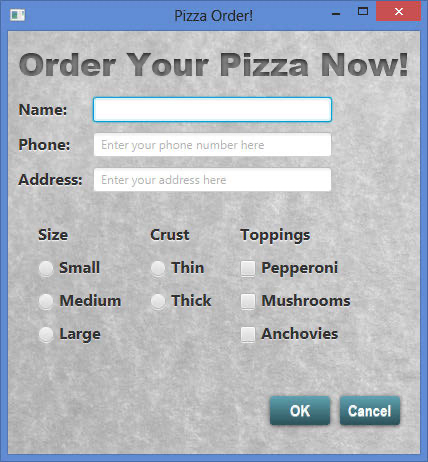 Pizza Order!
Order Your Pizza Now!
Name:
Phone: Enter your phone number here
Address: Enter your address here
Size Crust Toppings
Small Thin Pepperoni
Medium Thick Mushrooms
Large Anchovies
OK Cancel